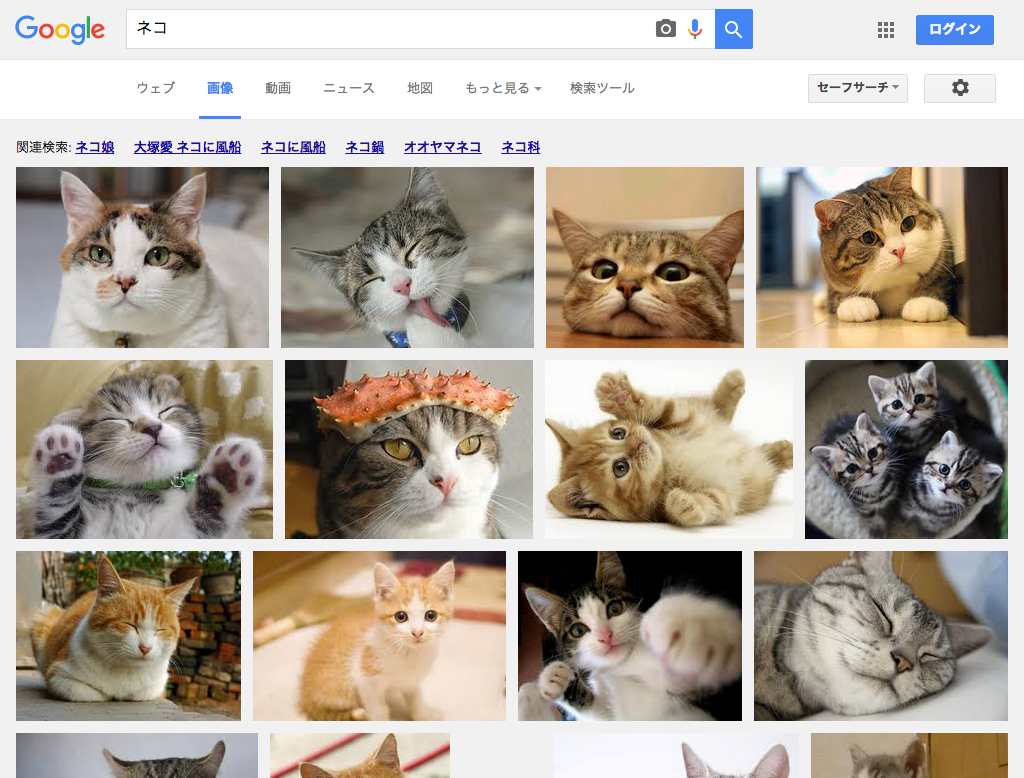 Google
ネコ
ログイン
ウェブ 画像 動画 ニュース 地図 もっと見る 検索ツール
セーフサーチ
関連検索: ネコ娘 大塚愛 ネコに風船 ネコに風船 ネコ鍋 オオヤマネコ ネコ科